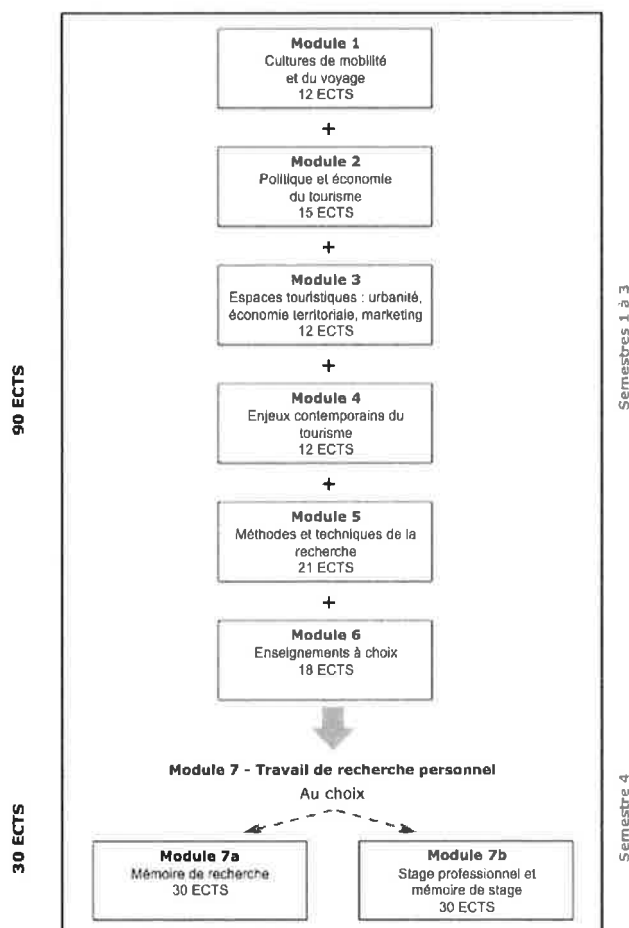 Module 1
Cultures de mobilité
et du voyage
12 ECTS
+
Module 2
Politique et économie
du tourisme
15 ECTS
+
Module 3
Espaces touristiques : urbanité,
économie territoriale, marketing
12 ECTS
+
Module 4
Enjeux contemporains du
tourisme
12 ECTS
+
Module 5
Méthodes et techniques de la
recherche
21 ECTS
+
Module 6
Enseignements à choix
18 ECTS
90 ECTS
Semestres 1 à 3
Module 7 - Travail de recherche personnel
Au choix
Module 7a
Mémoire de recherche
30 ECTS
Module 7b
Stage professionnel et
mémoire de stage
30 ECTS
30 ECTS
Semestre 4